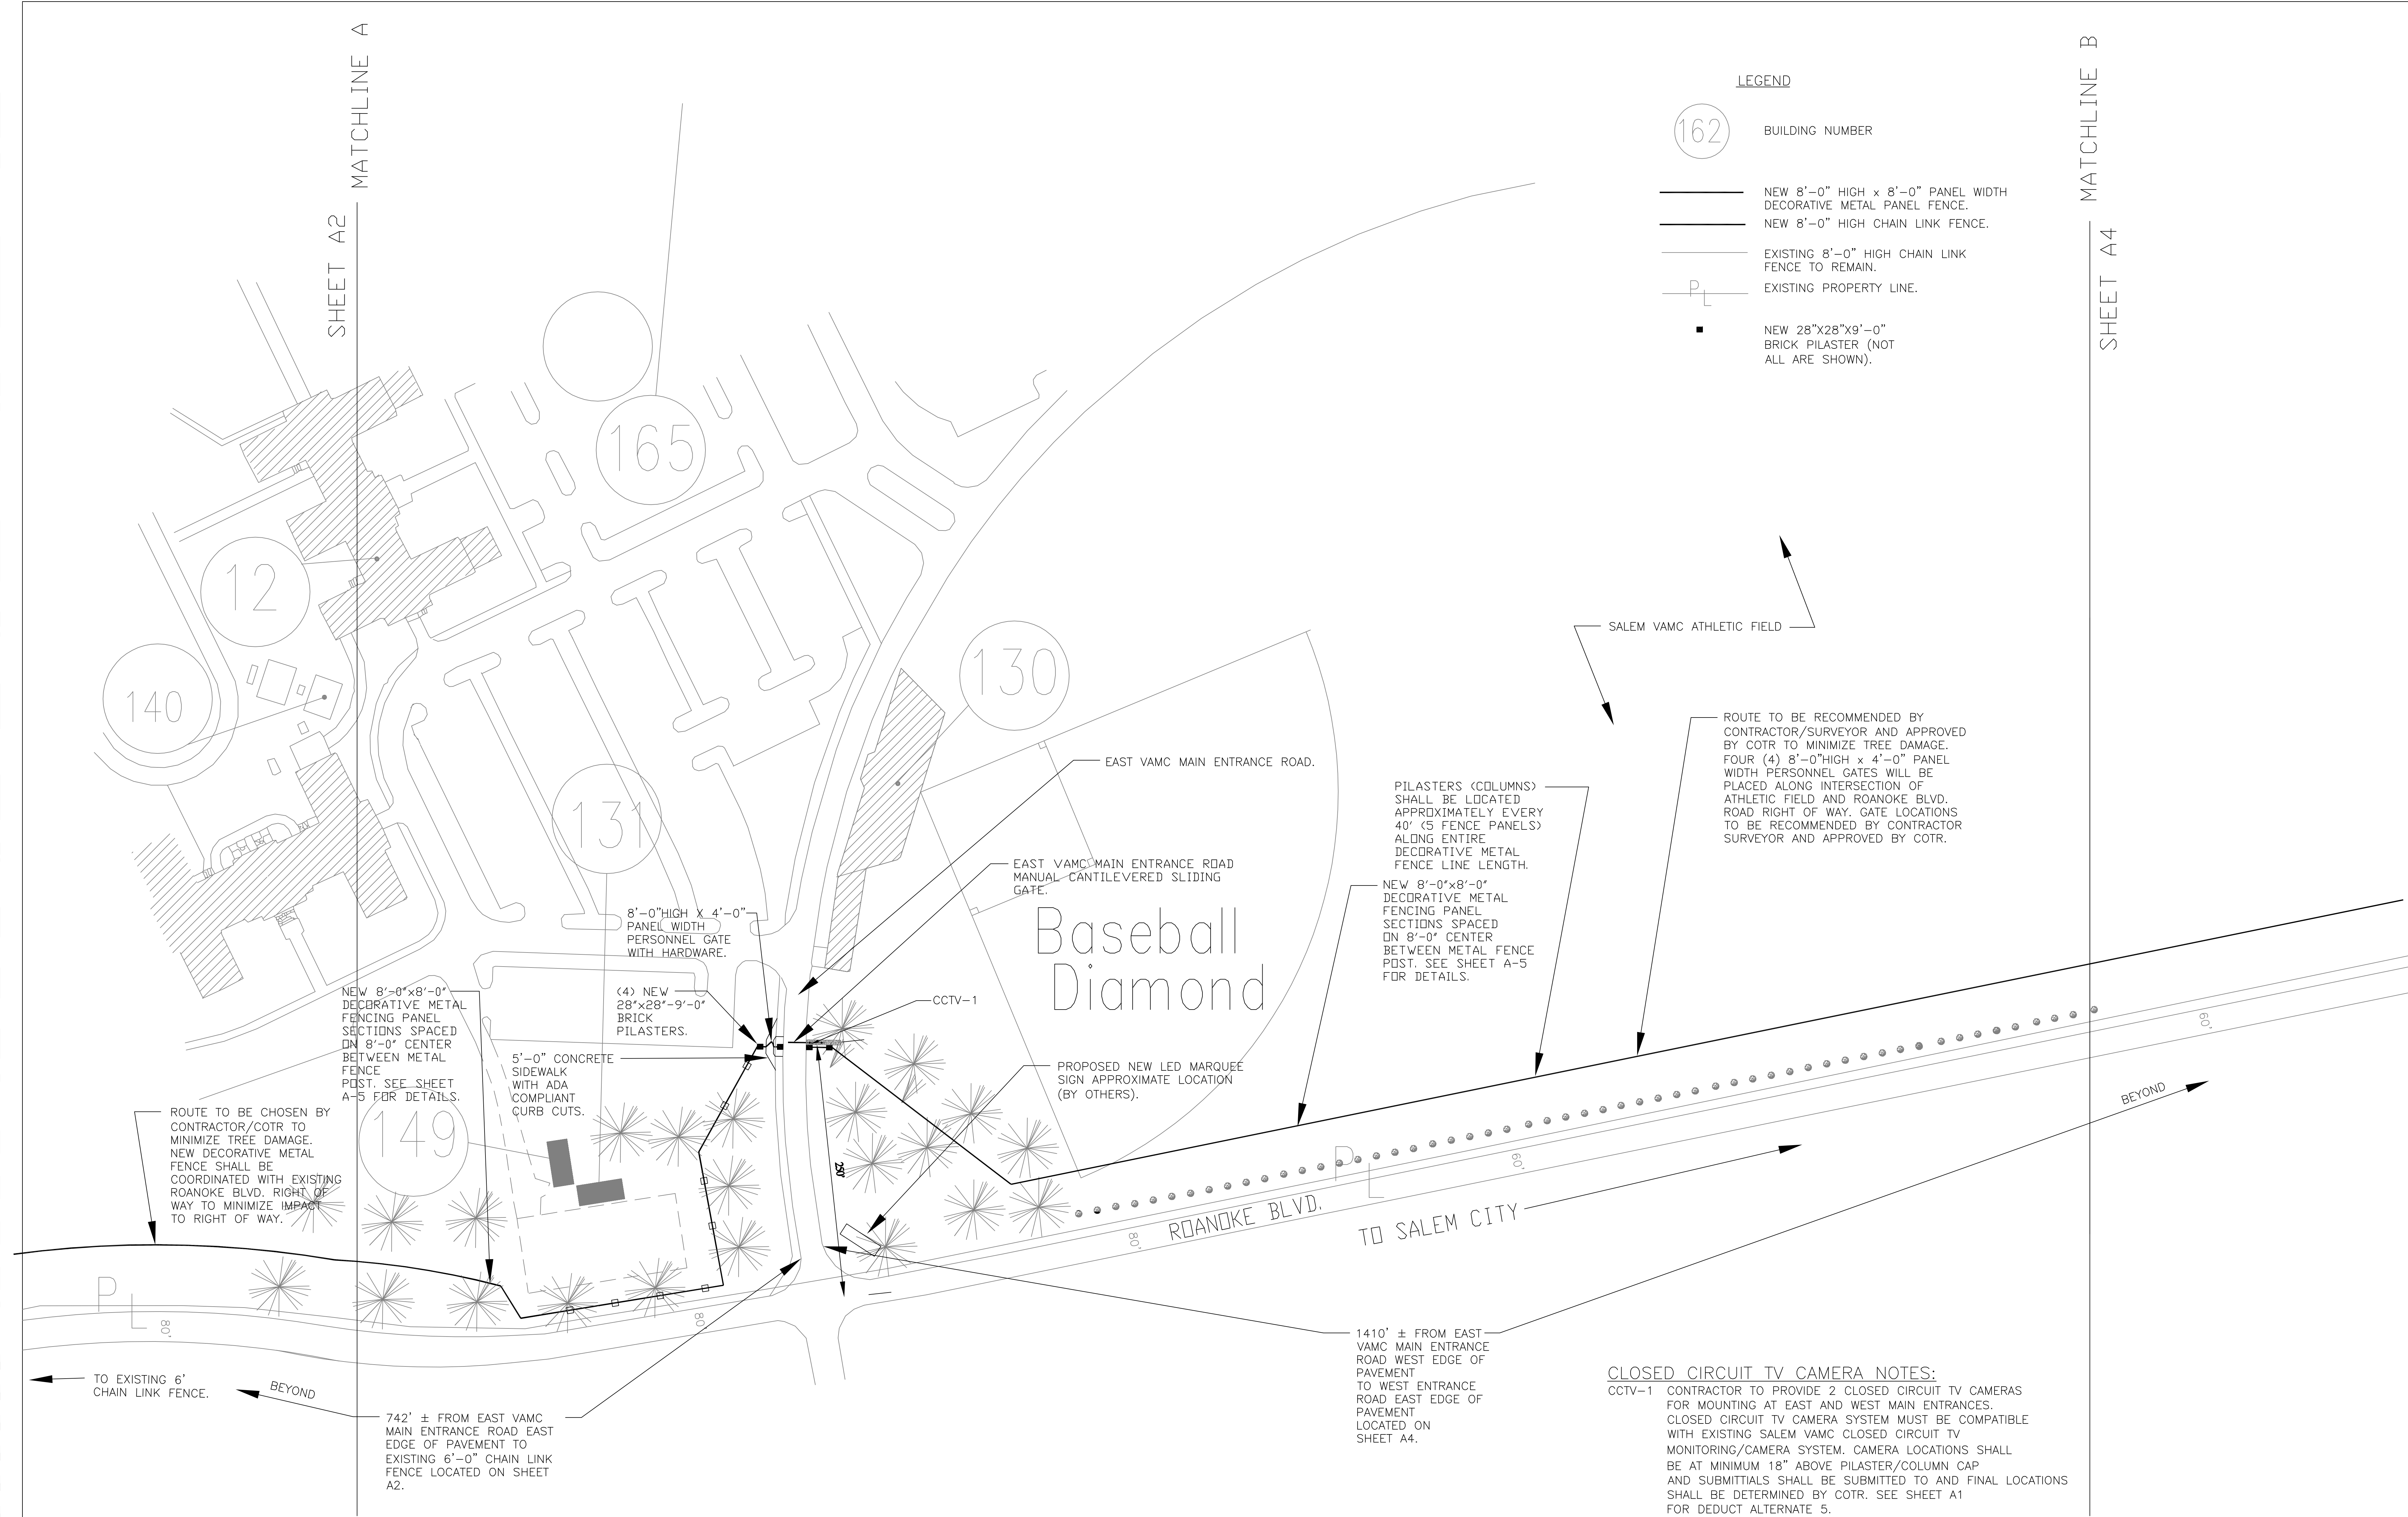 MATCHLINE A
SHEET A2
MATCHLINE B
SHEET A4
LEGEND
162
BUILDING NUMBER
NEW 8'-0" HIGH x 8'-0" PANEL WIDTH
DECORATIVE METAL PANEL FENCE.
NEW 8'-0" HIGH CHAIN LINK FENCE.
EXISTING 8'-0" HIGH CHAIN LINK
FENCE TO REMAIN.
P L
EXISTING PROPERTY LINE.
NEW 28"X28"X9'-0"
BRICK PILASTER (NOT
ALL ARE SHOWN).
165
12
140
130
131
149
SALEM VAMC ATHLETIC FIELD
ROUTE TO BE RECOMMENDED BY
CONTRACTOR/SURVEYOR AND APPROVED
BY COTR TO MINIMIZE TREE DAMAGE.
FOUR (4) 8'-0"HIGH x 4'-0" PANEL
WIDTH PERSONNEL GATES WILL BE
PLACED ALONG INTERSECTION OF
ATHLETIC FIELD AND ROANOKE BLVD.
ROAD RIGHT OF WAY. GATE LOCATIONS
TO BE RECOMMENDED BY CONTRACTOR
SURVEYOR AND APPROVED BY COTR.
EAST VAMC MAIN ENTRANCE ROAD.
PILASTERS (COLUMNS)
SHALL BE LOCATED
APPROXIMATELY EVERY
40' (5 FENCE PANELS)
ALONG ENTIRE
DECORATIVE METAL
FENCE LINE LENGTH.
EAST VAMC MAIN ENTRANCE ROAD
MANUAL CANTILEVERED SLIDING
GATE.
NEW 8'-0"x8'-0"
DECORATIVE METAL
FENCING PANEL
SECTIONS SPACED
ON 8'-0" CENTER
BETWEEN METAL FENCE
POST. SEE SHEET A-5
FOR DETAILS.
8'-0"HIGH X 4'-0"
PANEL WIDTH
PERSONNEL GATE
WITH HARDWARE.
Baseball
Diamond
NEW 8'-0"x8'-0"
DECORATIVE METAL
FENCING PANEL
SECTIONS SPACED
ON 8'-0" CENTER
BETWEEN METAL
FENCE
POST. SEE SHEET
A-5 FOR DETAILS.
(4) NEW
28"x28"-9'-0"
BRICK
PILASTERS.
CCTV-1
5'-0" CONCRETE
SIDEWALK
WITH ADA
COMPLIANT
CURB CUTS.
PROPOSED NEW LED MARQUEE
SIGN APPROXIMATE LOCATION
(BY OTHERS).
ROUTE TO BE CHOSEN BY
CONTRACTOR/COTR TO
MINIMIZE TREE DAMAGE.
NEW DECORATIVE METAL
FENCE SHALL BE
COORDINATED WITH EXISTING
ROANOKE BLVD. RIGHT OF
WAY TO MINIMIZE IMPACT
TO RIGHT OF WAY.
250'
60'
60'
BEYOND
P L
ROANOKE BLVD.
TO SALEM CITY
80'
P L
80'
80'
TO EXISTING 6'
CHAIN LINK FENCE.
BEYOND
742' ± FROM EAST VAMC
MAIN ENTRANCE ROAD EAST
EDGE OF PAVEMENT TO
EXISTING 6'-0" CHAIN LINK
FENCE LOCATED ON SHEET
A2.
1410' ± FROM EAST
VAMC MAIN ENTRANCE
ROAD WEST EDGE OF
PAVEMENT
TO WEST ENTRANCE
ROAD EAST EDGE OF
PAVEMENT
LOCATED ON
SHEET A4.
CLOSED CIRCUIT TV CAMERA NOTES:
CCTV-1 CONTRACTOR TO PROVIDE 2 CLOSED CIRCUIT TV CAMERAS
FOR MOUNTING AT EAST AND WEST MAIN ENTRANCES.
CLOSED CIRCUIT TV CAMERA SYSTEM MUST BE COMPATIBLE
WITH EXISTING SALEM VAMC CLOSED CIRCUIT TV
MONITORING/CAMERA SYSTEM. CAMERA LOCATIONS SHALL
BE AT MINIMUM 18" ABOVE PILASTER/COLUMN CAP
AND SUBMITTIALS SHALL BE SUBMITTED TO AND FINAL LOCATIONS
SHALL BE DETERMINED BY COTR. SEE SHEET A1
FOR DEDUCT ALTERNATE 5.